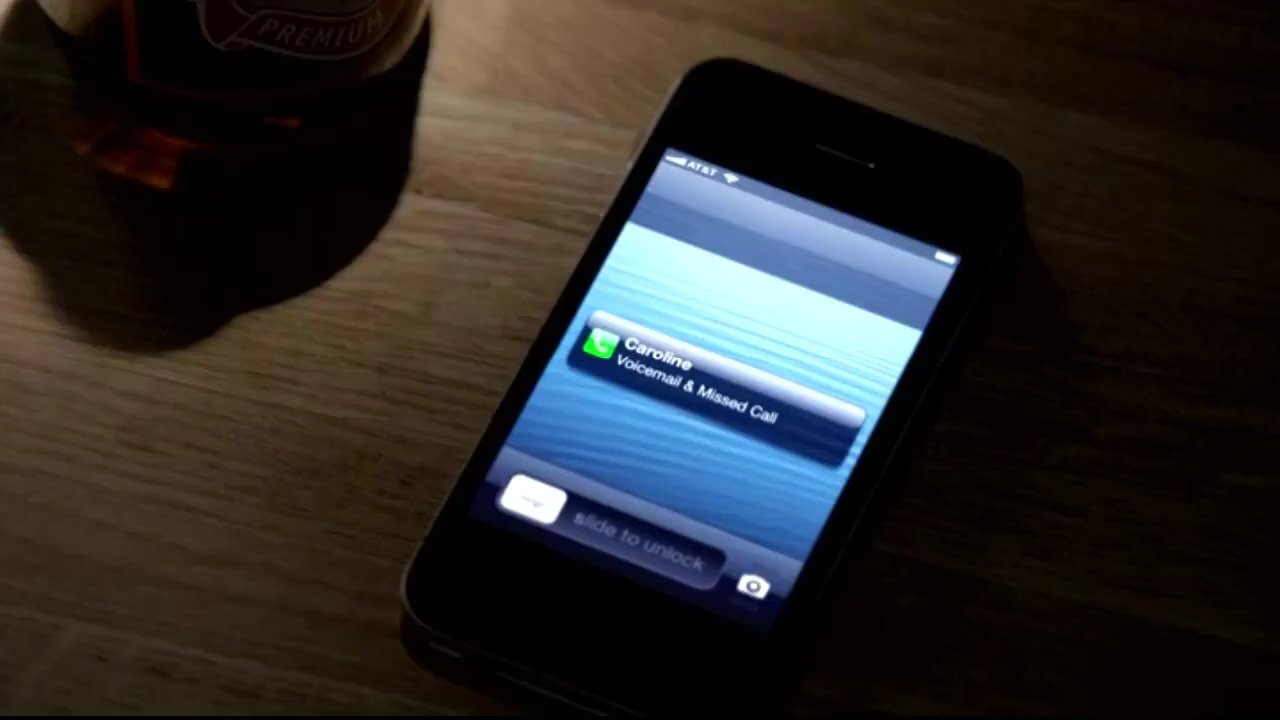 PREMIUM
AT&T
Caroline
Voicemail & Missed Call
slide to unlock